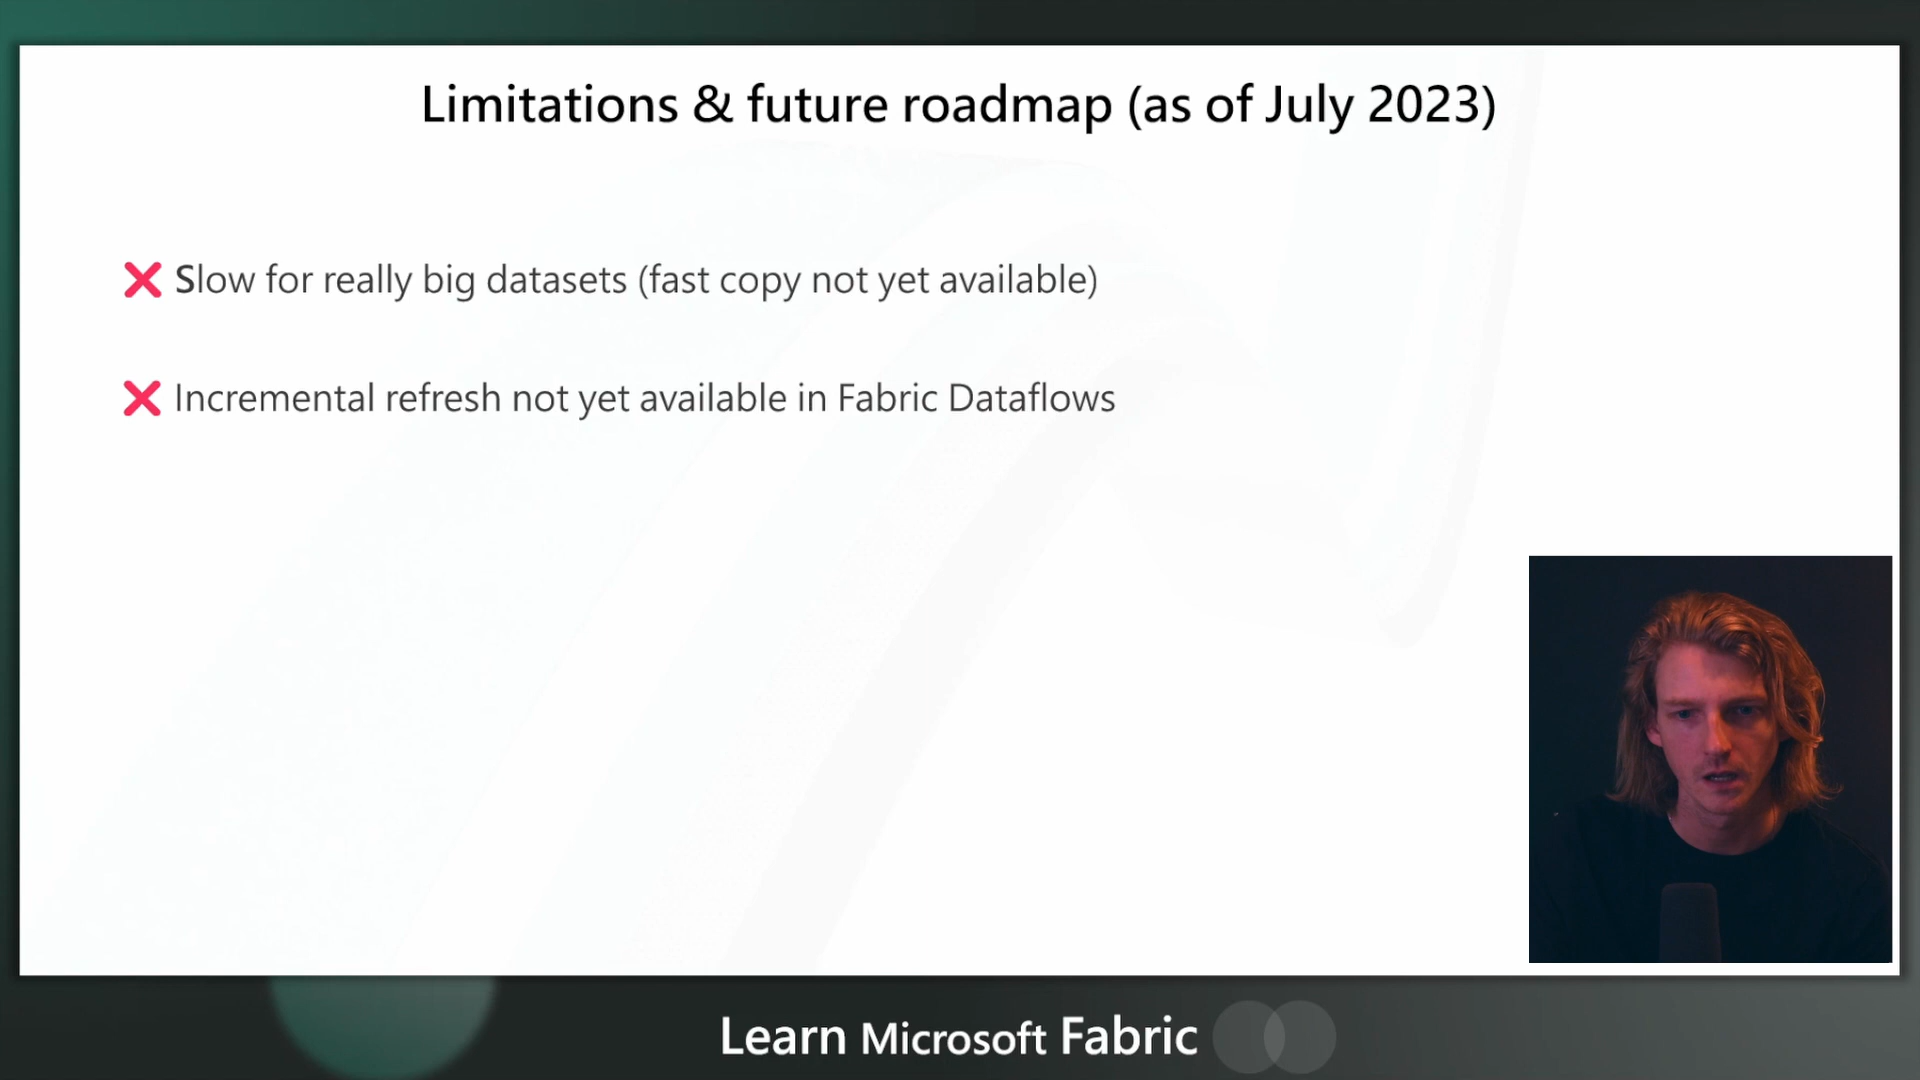 Limitations & future roadmap (as of July 2023)
❌ Slow for really big datasets (fast copy not yet available)
❌ Incremental refresh not yet available in Fabric Dataflows
Learn Microsoft Fabric